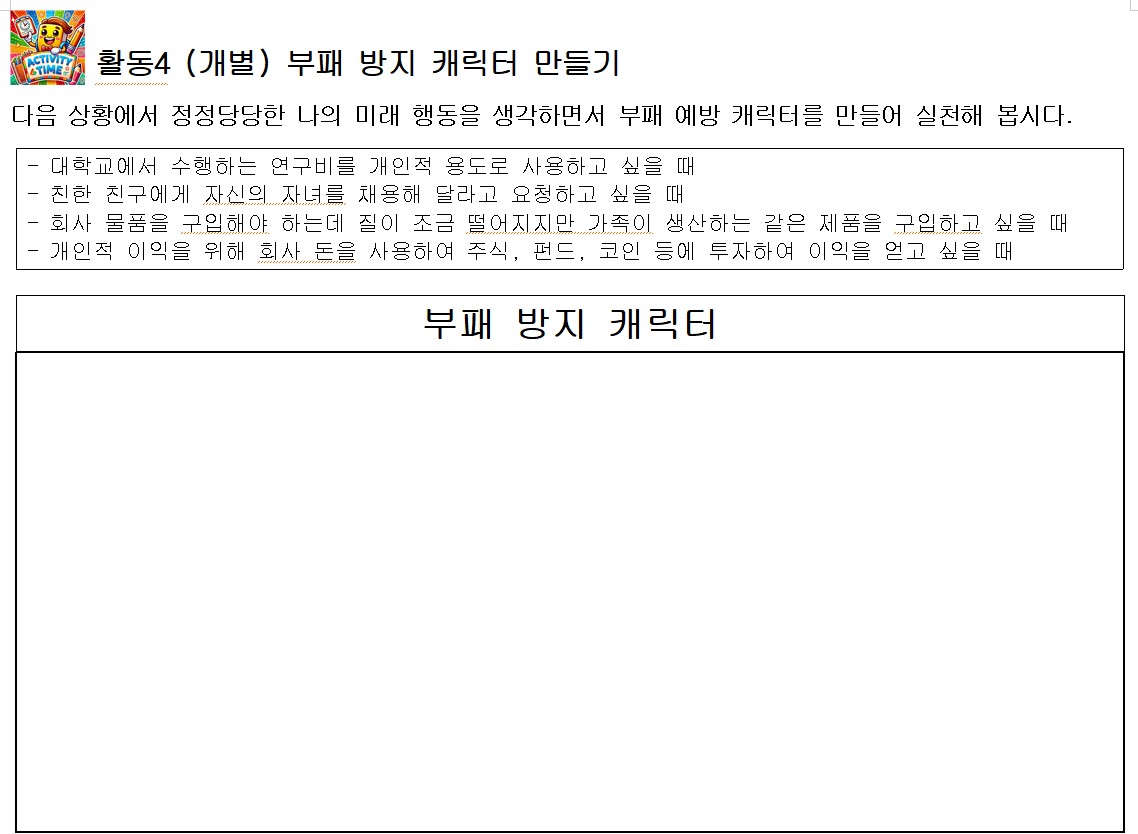 ACTIVITY
TIME
활동4 (개별) 부패 방지 캐릭터 만들기
다음 상황에서 정정당당한 나의 미래 행동을 생각하면서 부패 예방 캐릭터를 만들어 실천해 봅시다.
- 대학교에서 수행하는 연구비를 개인적 용도로 사용하고 싶을 때
- 친한 친구에게 자신의 자녀를 채용해 달라고 요청하고 싶을 때
- 회사 물품을 구입해야 하는데 질이 조금 떨어지지만 가족이 생산하는 같은 제품을 구입하고 싶을 때
- 개인적 이익을 위해 회사 돈을 사용하여 주식, 펀드, 코인 등에 투자하여 이익을 얻고 싶을 때
부패 방지 캐릭터